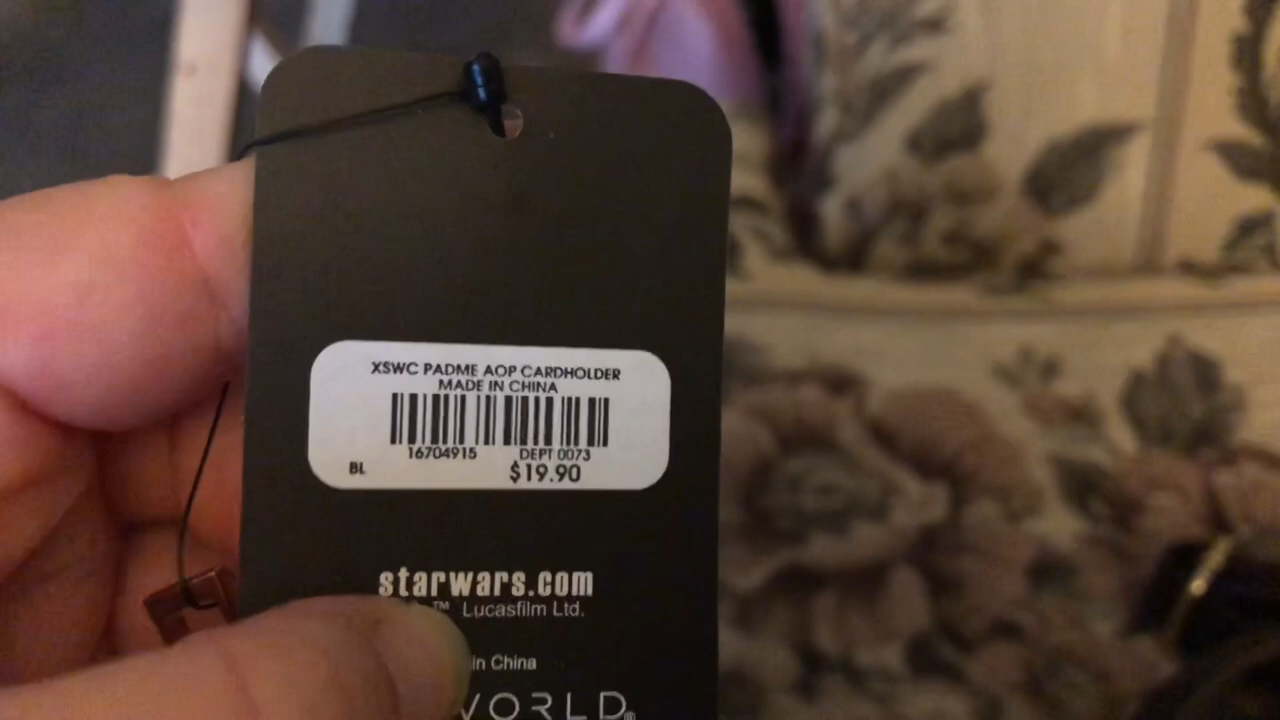 XSWC PADME AOP CARDHOLDER
MADE IN CHINA
16704915 DEPT 0073
BL $19.90
starwars.com
™ Lucasfilm Ltd.
in China
WORLD